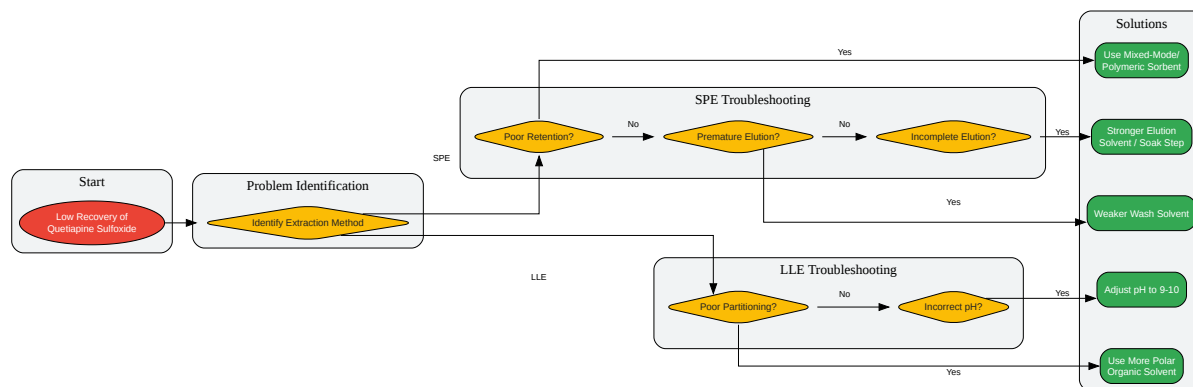 Start
Low Recovery of
Quetiapine Sulfoxide
Problem Identification
Identify Extraction Method
SPE
LLE
SPE Troubleshooting
Poor Retention?
No
Premature Elution?
No
Incomplete Elution?
Yes
Yes
Yes
LLE Troubleshooting
Poor Partitioning?
No
Incorrect pH?
Yes
Yes
Solutions
Use Mixed-Mode/
Polymeric Sorbent
Stronger Elution
Solvent / Soak Step
Weaker Wash Solvent
Adjust pH to 9-10
Use More Polar
Organic Solvent